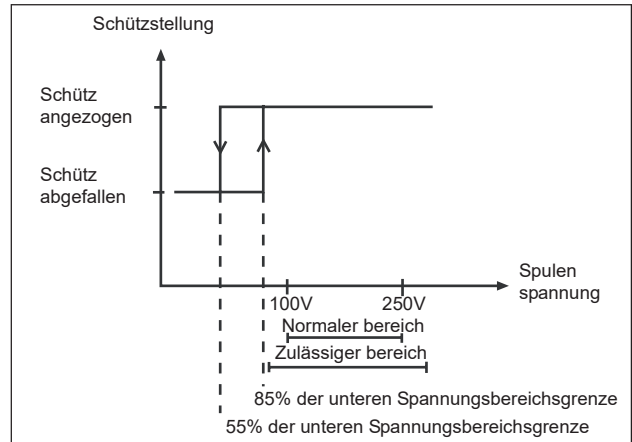 Schützstellung
Schütz
angezogen
Schütz
abgefallen
Spulen
spannung
100V
250V
Normaler bereich
Zulässiger bereich
85% der unteren Spannungsbereichsgrenze
55% der unteren Spannungsbereichsgrenze